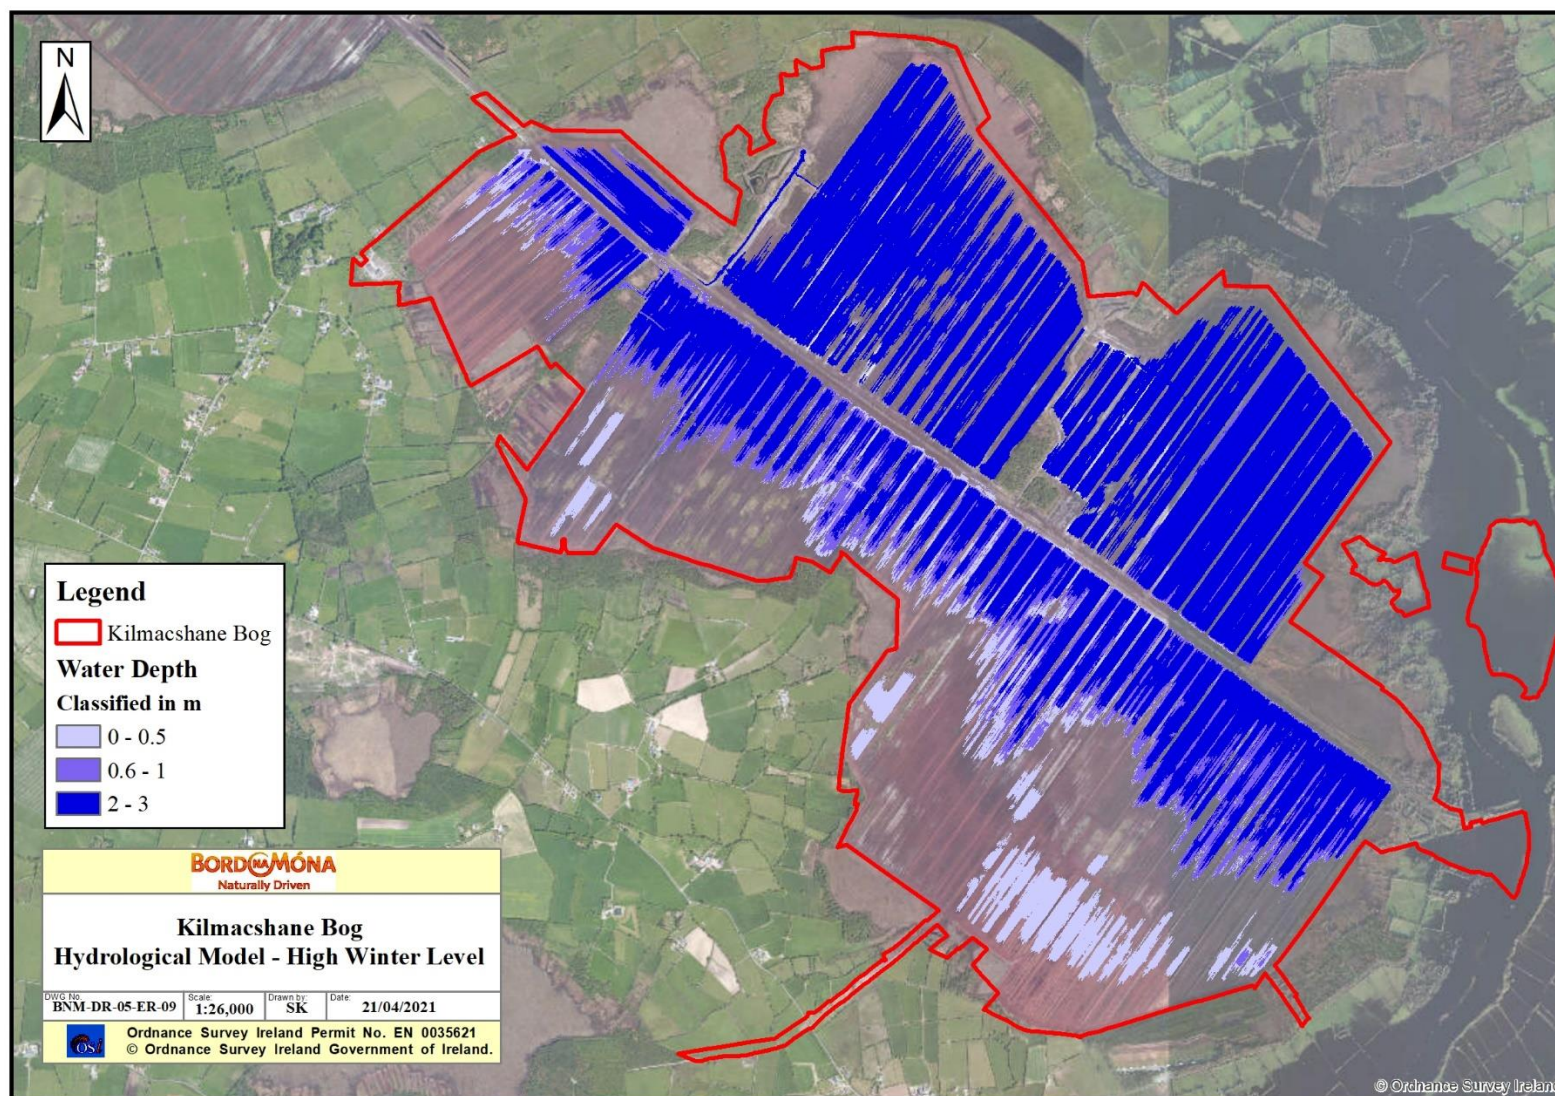 N
Legend
Kilmacshane Bog
Water Depth
Classified in m
0 - 0.5
0.6 - 1
2 - 3
BORD NA MÓNA
Naturally Driven
Kilmacshane Bog
Hydrological Model - High Winter Level
DWG No. BNM-DR-05-ER-09 Scale: 1:26,000 Drawn by: SK Date: 21/04/2021
OSi Ordnance Survey Ireland Permit No. EN 0035621
© Ordnance Survey Ireland Government of Ireland.
© Ordnance Survey Ireland